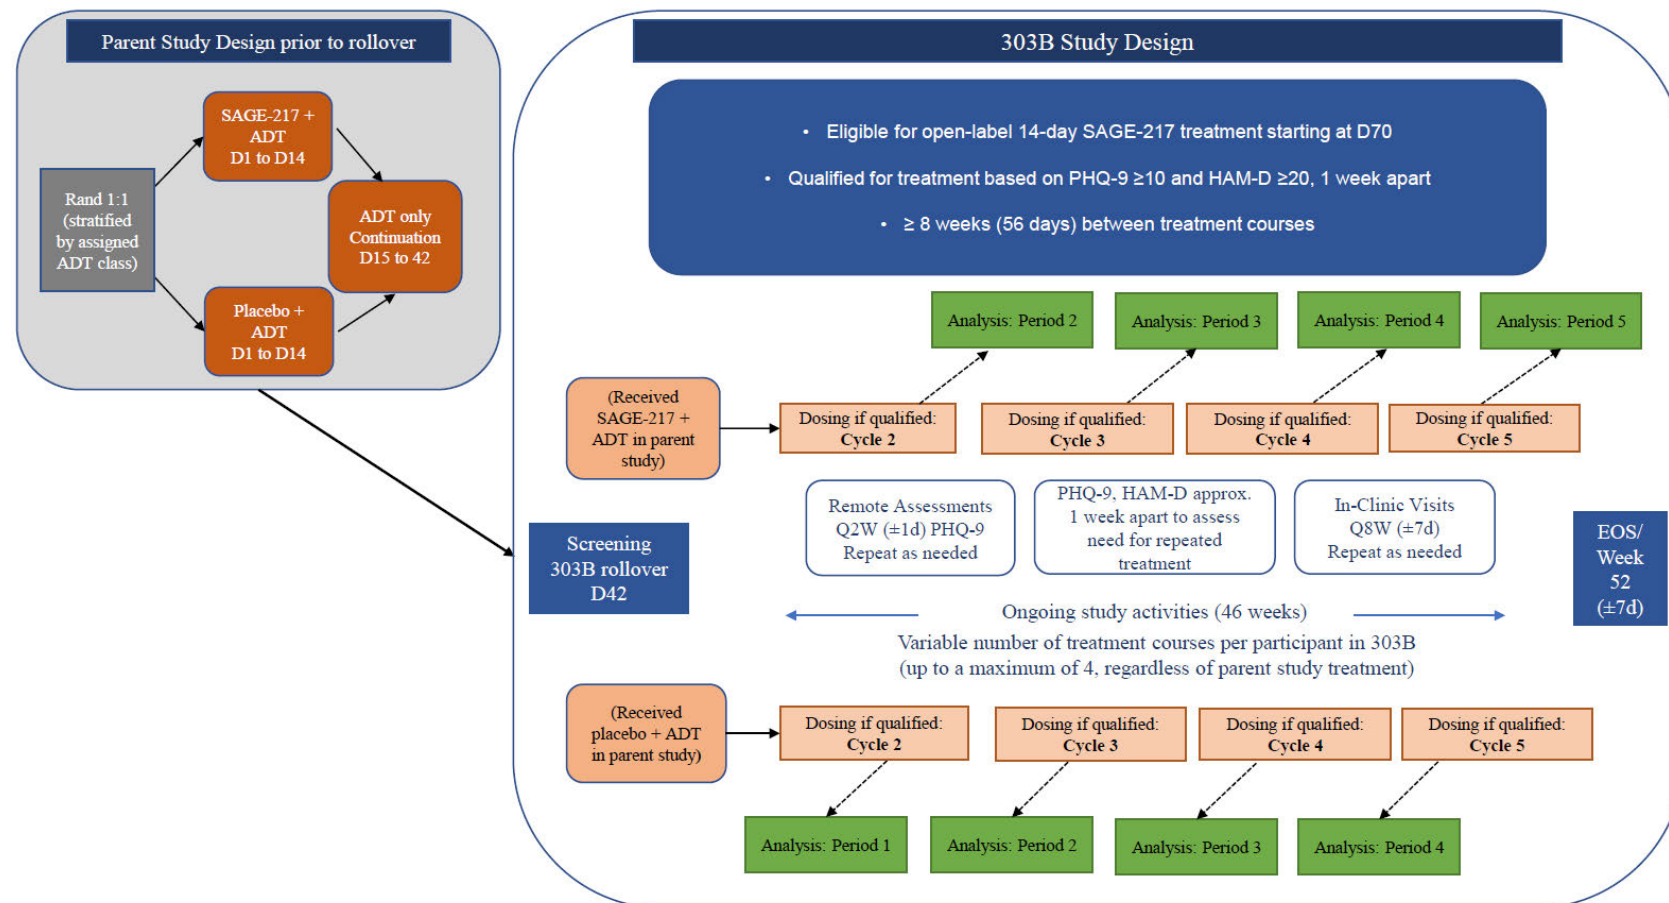 Parent Study Design prior to rollover
SAGE-217 +
ADT
D1 to D14
Rand 1:1
(stratified
by assigned
ADT class)
ADT only
Continuation
D15 to 42
Placebo +
ADT
D1 to D14
303B Study Design
• Eligible for open-label 14-day SAGE-217 treatment starting at D70
• Qualified for treatment based on PHQ-9 ≥10 and HAM-D ≥20, 1 week apart
• ≥ 8 weeks (56 days) between treatment courses
Analysis: Period 2
Analysis: Period 3
Analysis: Period 4
Analysis: Period 5
(Received
SAGE-217 +
ADT in parent
study)
Dosing if qualified:
Cycle 2
Dosing if qualified:
Cycle 3
Dosing if qualified:
Cycle 4
Dosing if qualified:
Cycle 5
Screening
303B rollover
D42
Remote Assessments
Q2W (±1d) PHQ-9
Repeat as needed
PHQ-9, HAM-D approx.
1 week apart to assess
need for repeated
treatment
In-Clinic Visits
Q8W (±7d)
Repeat as needed
EOS/
Week
52
(±7d)
Ongoing study activities (46 weeks)
Variable number of treatment courses per participant in 303B
(up to a maximum of 4, regardless of parent study treatment)
(Received
placebo + ADT
in parent study)
Dosing if qualified:
Cycle 2
Dosing if qualified:
Cycle 3
Dosing if qualified:
Cycle 4
Dosing if qualified:
Cycle 5
Analysis: Period 1
Analysis: Period 2
Analysis: Period 3
Analysis: Period 4